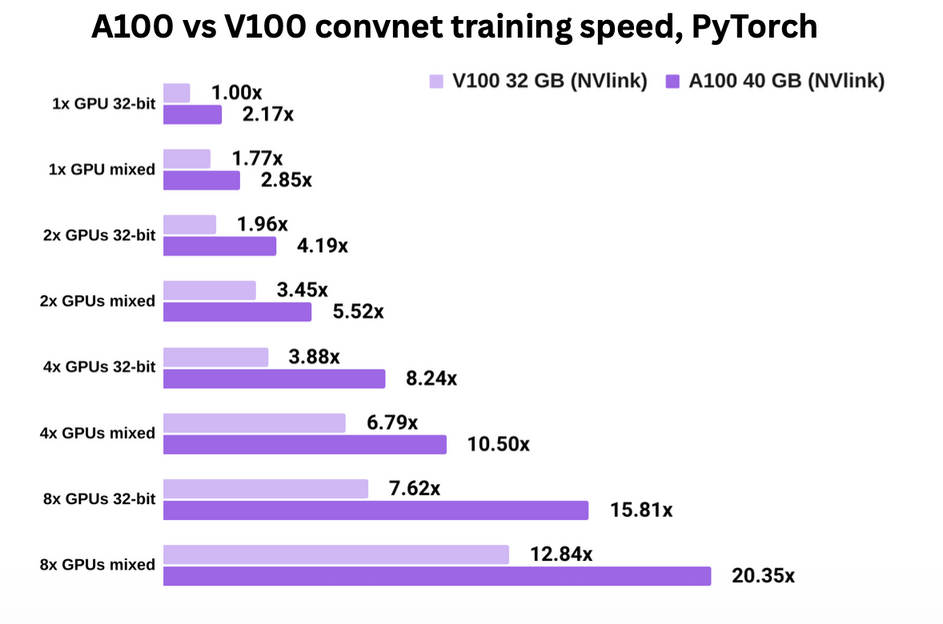 A100 vs V100 convnet training speed, PyTorch
V100 32 GB (NVlink) A100 40 GB (NVlink)
1x GPU 32-bit
1.00x
2.17x
1x GPU mixed
1.77x
2.85x
2x GPUs 32-bit
1.96x
4.19x
2x GPUs mixed
3.45x
5.52x
4x GPUs 32-bit
3.88x
8.24x
4x GPUs mixed
6.79x
10.50x
8x GPUs 32-bit
7.62x
15.81x
8x GPUs mixed
12.84x
20.35x